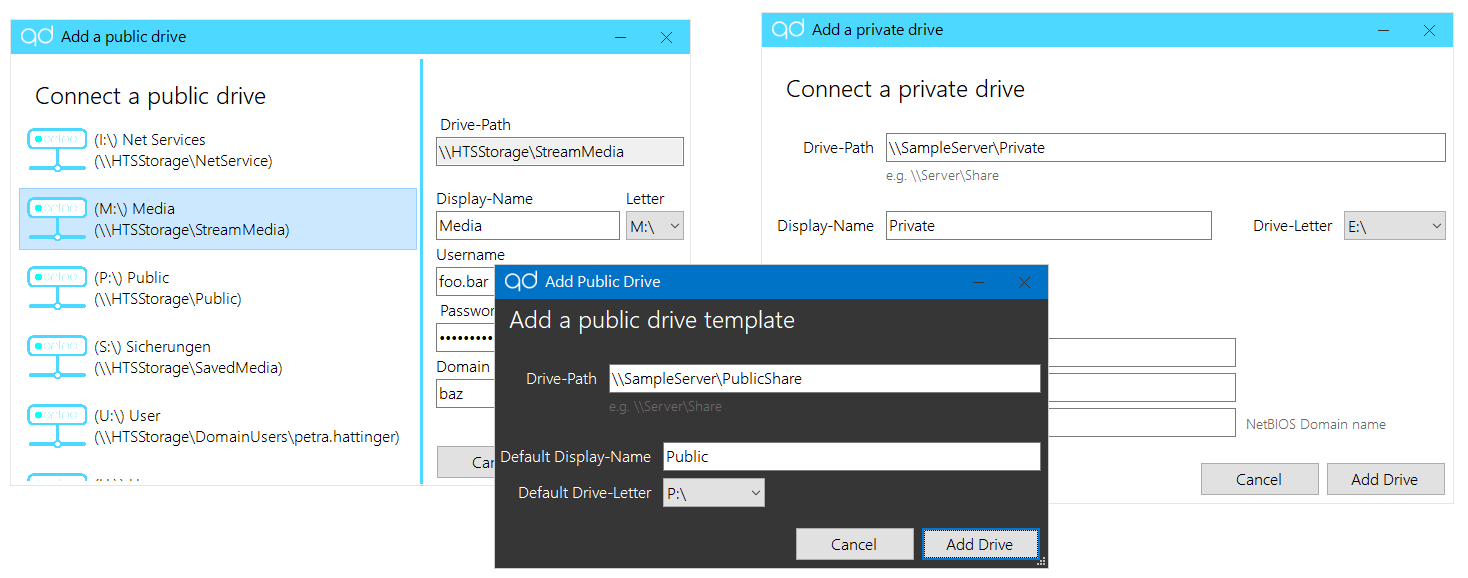 qd Add a public drive
Connect a public drive
(I:\) Net Services
(\\HTSStorage\NetService)
(M:\) Media
(\\HTSStorage\StreamMedia)
(P:\) Public
(\\HTSStorage\Public)
(S:\) Sicherungen
(\\HTSStorage\SavedMedia)
(U:\) User
(\\HTSStorage\DomainUsers\petra.hattinger)
Drive-Path
\\HTSStorage\StreamMedia
Display-Name Letter
Media M:\
Username
foo.bar
Domain
baz
qd Add a private drive
Connect a private drive
Drive-Path \\SampleServer\Private
e.g. \\Server\Share
Display-Name Private Drive-Letter E:\
NetBIOS Domain name
Cancel Add Drive
qd Add Public Drive
Add a public drive template
Drive-Path \\SampleServer\PublicShare
e.g. \\Server\Share
Default Display-Name Public
Default Drive-Letter P:\
Cancel Add Drive